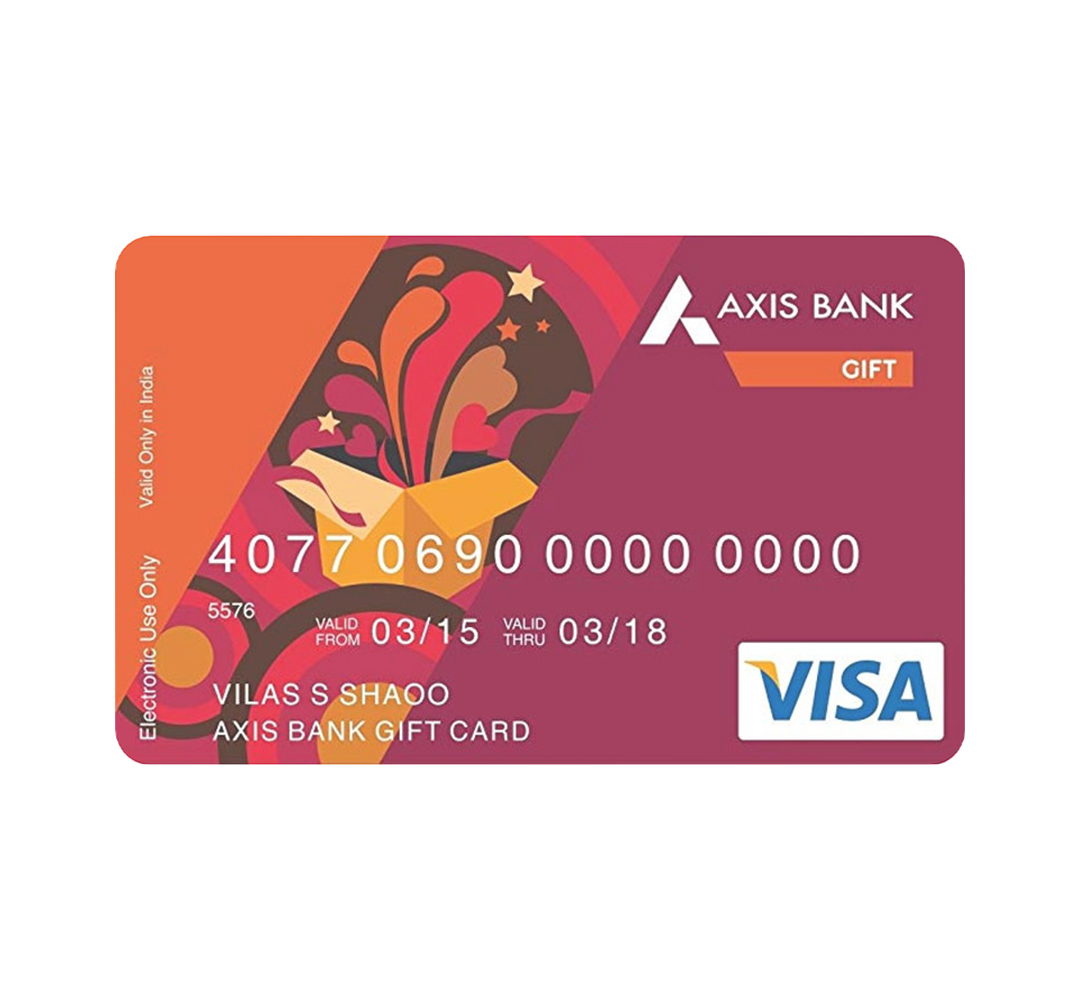 AXIS BANK
GIFT
Valid Only in India
Electronic Use Only
4077 0690 0000 0000
5576
VALID FROM 03/15 VALID THRU 03/18
VILAS S SHAOO
AXIS BANK GIFT CARD
VISA